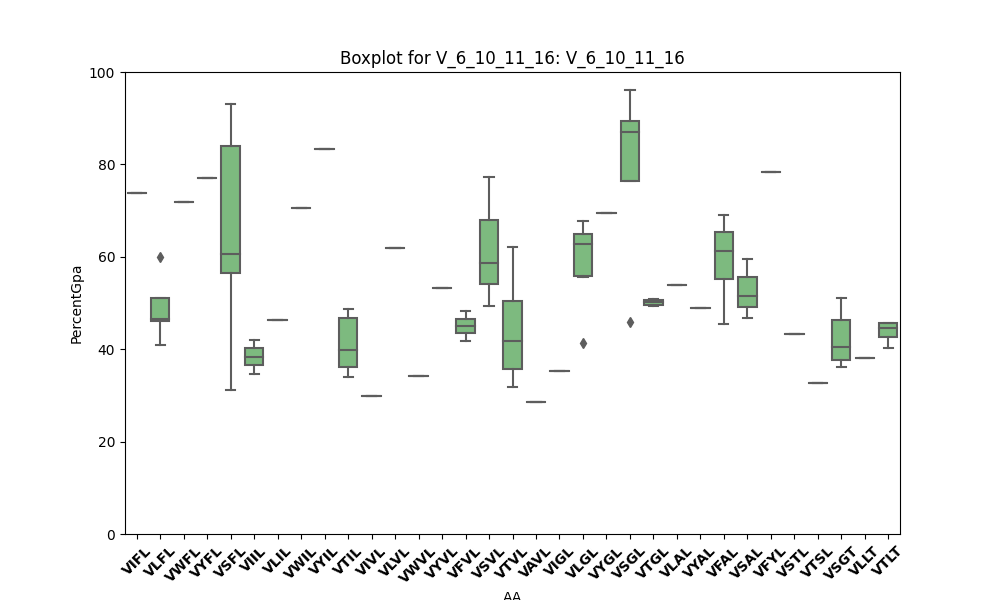 Boxplot for V_6_10_11_16: V_6_10_11_16
PercentGpa
100
80
60
40
20
0
VIFL VLFL VWFL VYFL VSFL VIIL VLIL VWIL VYIL VTIL VIVL VLVL VWVL VYVL VFVL VSVL VTVL VAVL VIGL VLGL VYGL VSGL VTGL VLAL VYAL VFAL VSAL VFYL VSTL VTSL VSGT VLLT VTLT
AA